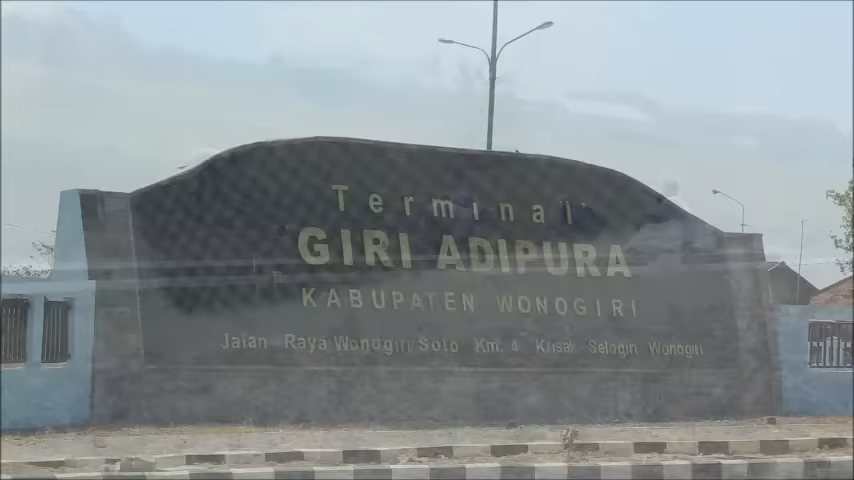 Terminal
GIRI ADIPURA
KABUPATEN WONOGIRI
Jalan Raya Wonogiri Solo Km. 4 Krisak Selogiri Wonogiri